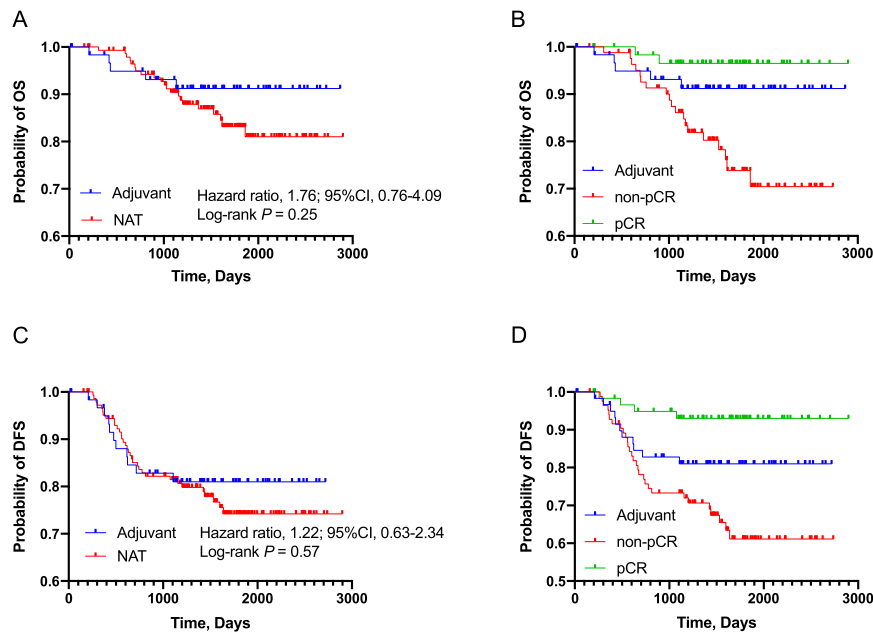 A
1.0
0.9
0.8
0.7
0.6
Probability of OS
Adjuvant
NAT
Hazard ratio, 1.76; 95%CI, 0.76-4.09
Log-rank P = 0.25
0 1000 2000 3000
Time, Days
B
1.0
0.9
0.8
0.7
0.6
Probability of OS
Adjuvant
non-pCR
pCR
0 1000 2000 3000
Time, Days
C
1.0
0.9
0.8
0.7
0.6
Probability of DFS
Adjuvant
NAT
Hazard ratio, 1.22; 95%CI, 0.63-2.34
Log-rank P = 0.57
0 1000 2000 3000
Time, Days
D
1.0
0.9
0.8
0.7
0.6
0.5
Probability of DFS
Adjuvant
non-pCR
pCR
0 1000 2000 3000
Time, Days